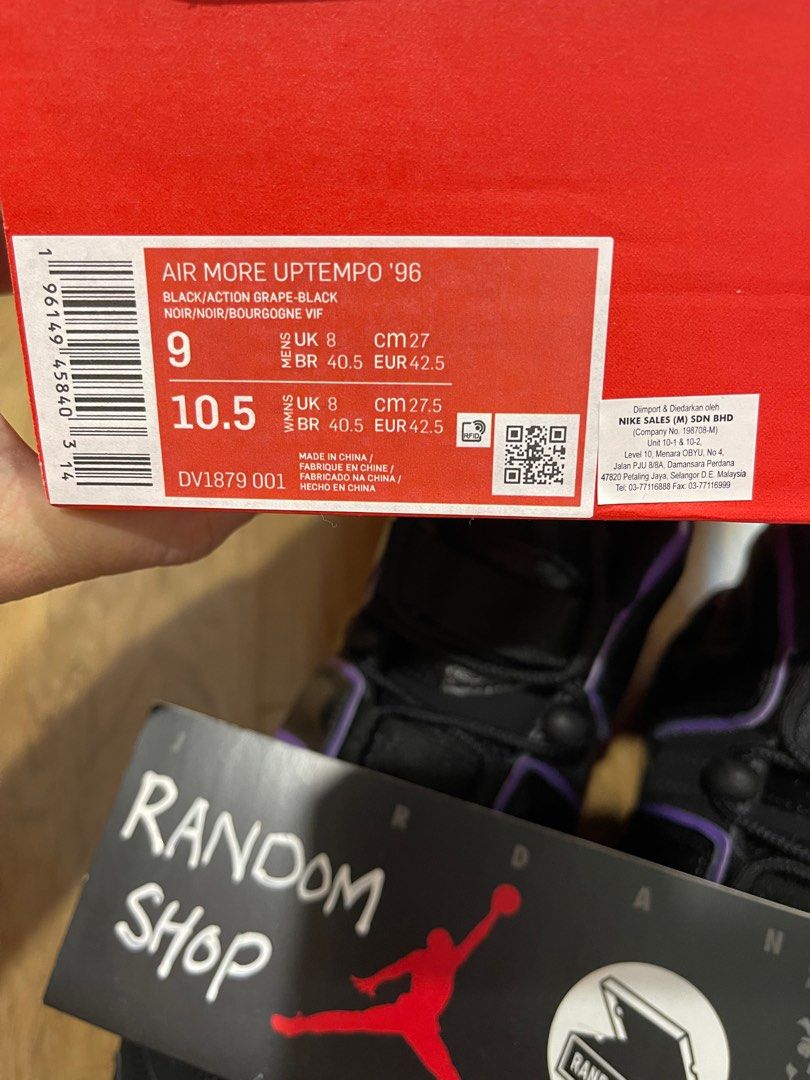 AIR MORE UPTEMPO '96
BLACK/ACTION GRAPE-BLACK
NOIR/NOIR/BOURGOGNE VIF
9 MENS UK 8 CM 27
BR 40.5 EUR 42.5
10.5 WMNS UK 8 CM 27.5
BR 40.5 EUR 42.5
RFID
DV1879 001
MADE IN CHINA /
FABRIQUE EN CHINE /
FABRICADO NA CHINA /
HECHO EN CHINA
1 96149 45840 3 14
Diimport & Diedarkan oleh
NIKE SALES (M) SDN BHD
(Company No. 198708-M)
Unit 10-1 & 10-2,
Level 10, Menara OBYU, No 4,
Jalan PJU 8/8A, Damansara Perdana
47820 Petaling Jaya, Selangor D.E. Malaysia
Tel: 03-77116888 Fax: 03-77116999
J R D A N
RANDOM
SHOP